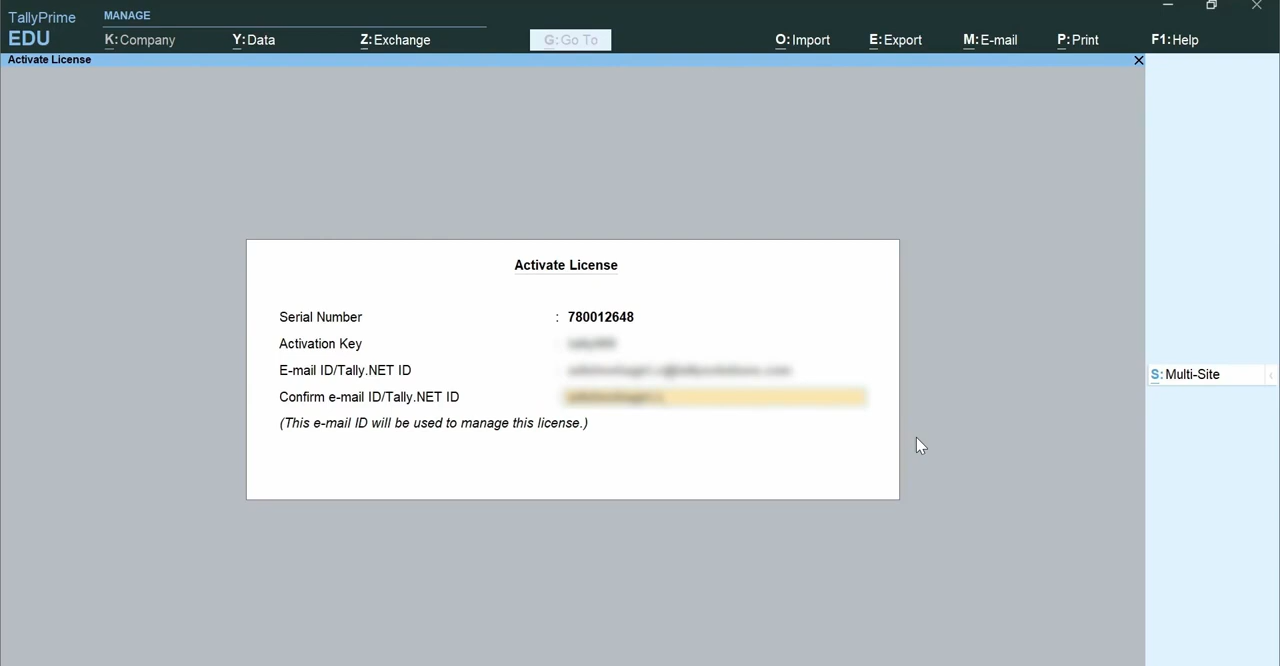 TallyPrime
MANAGE
EDU
K:Company Y:Data Z:Exchange G:Go To O:Import E:Export M:E-mail P:Print F1:Help
Activate License
Activate License
Serial Number : 780012648
Activation Key
E-mail ID/Tally.NET ID
S:Multi-Site
Confirm e-mail ID/Tally.NET ID
(This e-mail ID will be used to manage this license.)